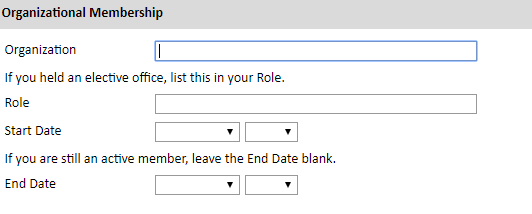 Organizational Membership
Organization
If you held an elective office, list this in your Role.
Role
Start Date
If you are still an active member, leave the End Date blank.
End Date